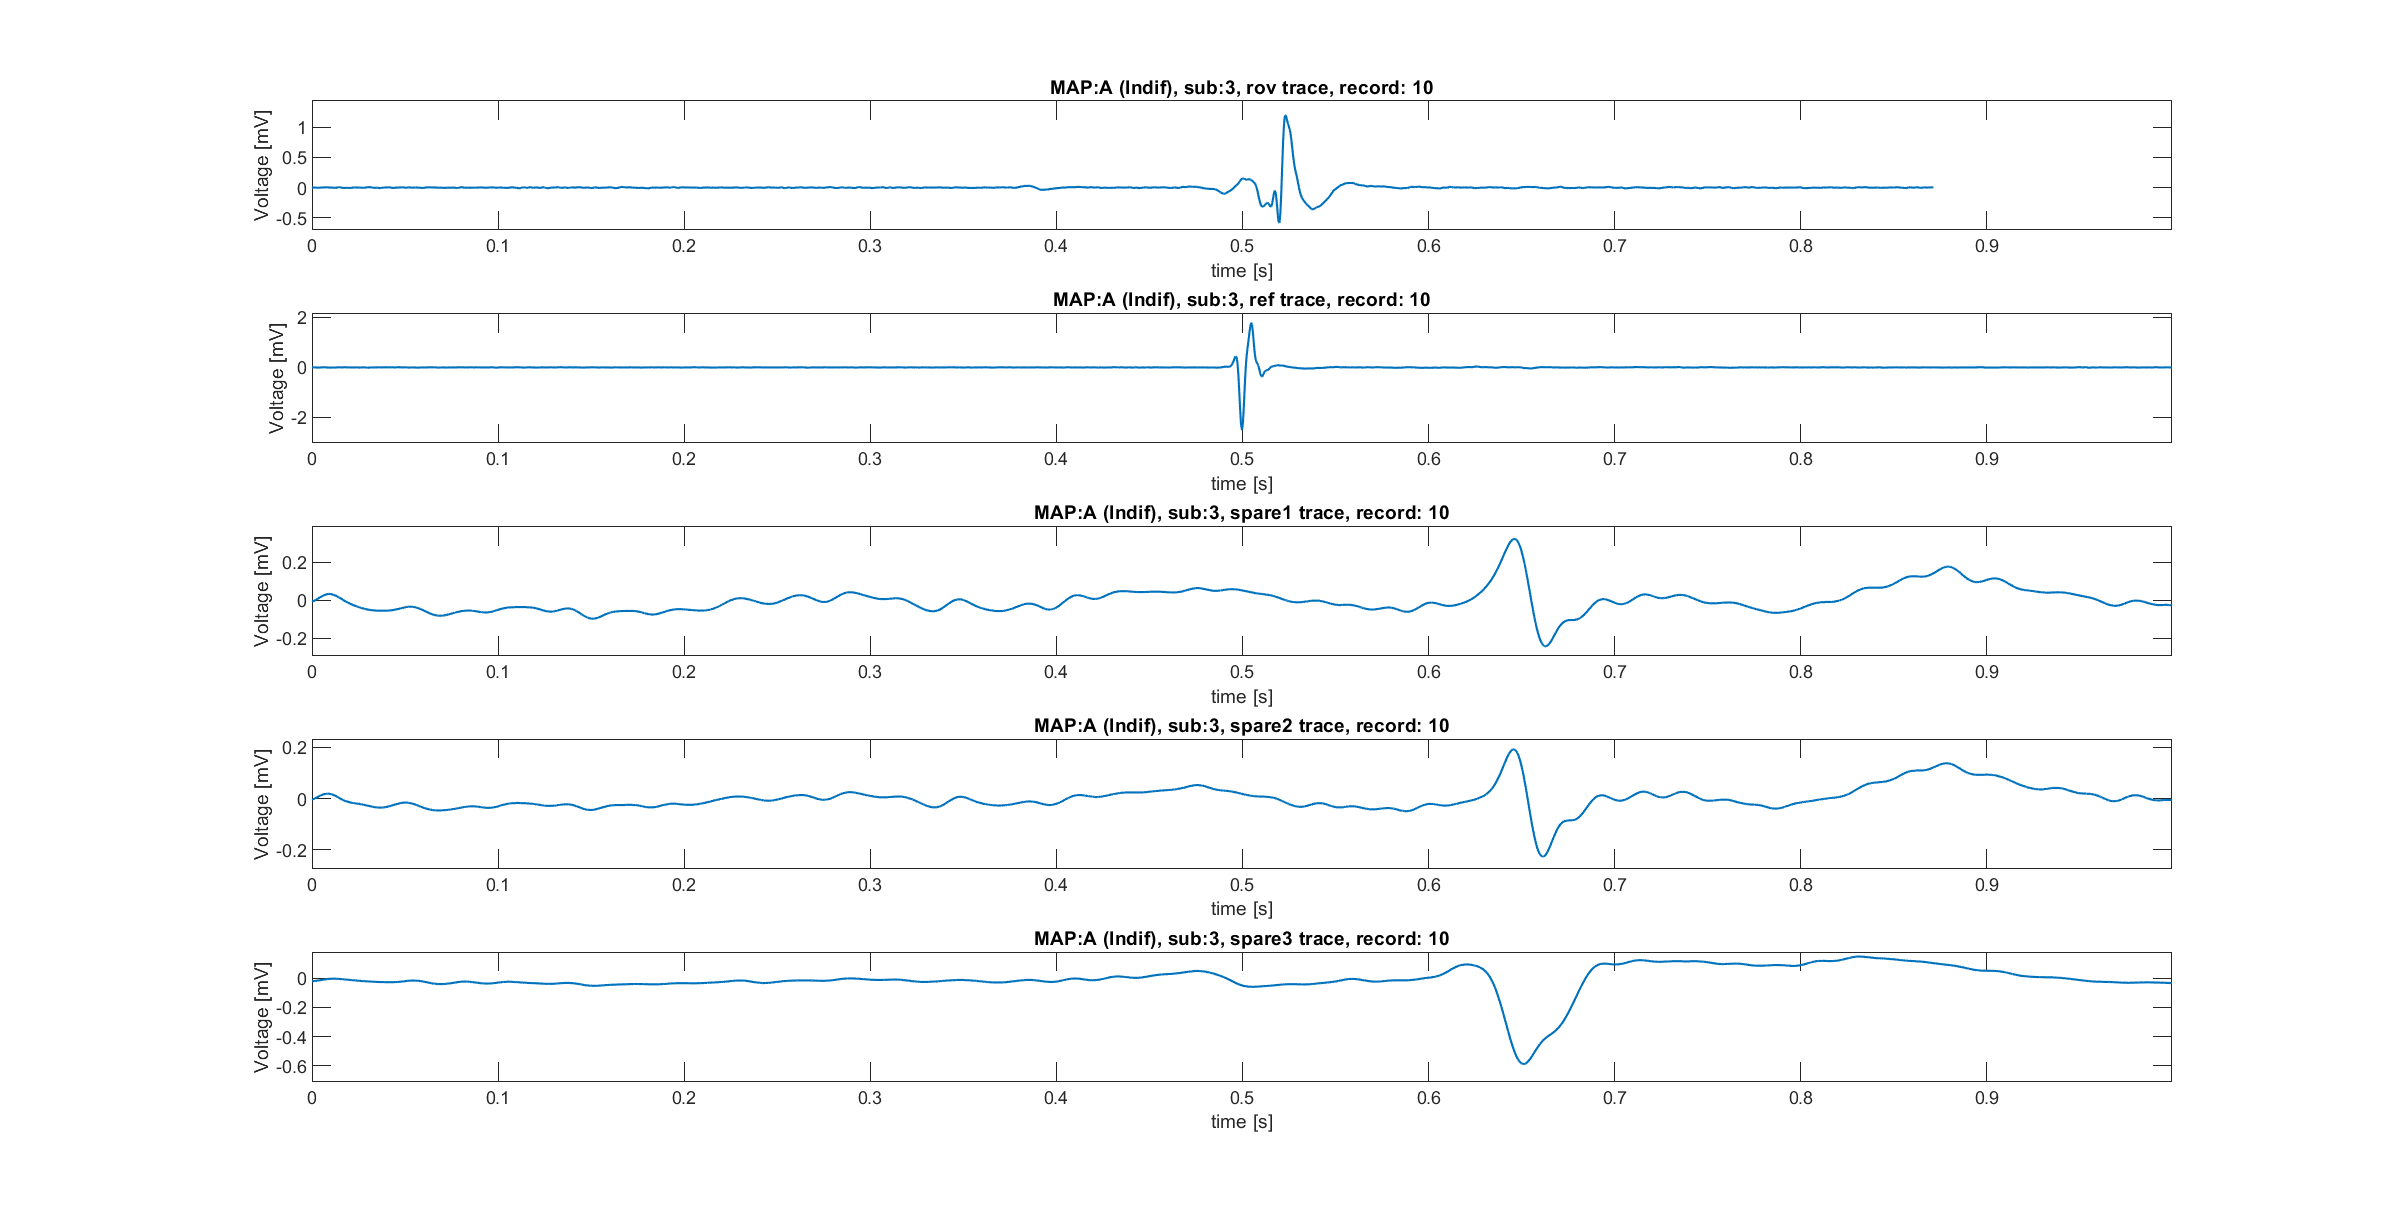 MAP:A (Indif), sub:3, rov trace, record: 10
Voltage [mV]
1
0.5
0
-0.5
0 0.1 0.2 0.3 0.4 0.5 0.6 0.7 0.8 0.9
time [s]
MAP:A (Indif), sub:3, ref trace, record: 10
Voltage [mV]
2
0
-2
0 0.1 0.2 0.3 0.4 0.5 0.6 0.7 0.8 0.9
time [s]
MAP:A (Indif), sub:3, spare1 trace, record: 10
Voltage [mV]
0.2
0
-0.2
0 0.1 0.2 0.3 0.4 0.5 0.6 0.7 0.8 0.9
time [s]
MAP:A (Indif), sub:3, spare2 trace, record: 10
Voltage [mV]
0.2
0
-0.2
0 0.1 0.2 0.3 0.4 0.5 0.6 0.7 0.8 0.9
time [s]
MAP:A (Indif), sub:3, spare3 trace, record: 10
Voltage [mV]
0
-0.2
-0.4
-0.6
0 0.1 0.2 0.3 0.4 0.5 0.6 0.7 0.8 0.9
time [s]